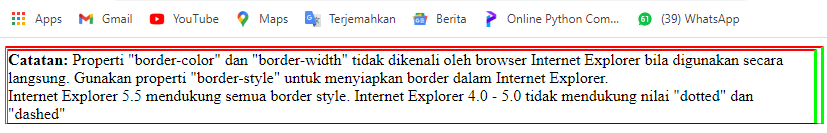 Apps Gmail YouTube Maps Terjemahkan Berita Online Python Com... 61 (39) WhatsApp
Catatan: Properti "border-color" dan "border-width" tidak dikenali oleh browser Internet Explorer bila digunakan secara
langsung. Gunakan properti "border-style" untuk menyiapkan border dalam Internet Explorer.
Internet Explorer 5.5 mendukung semua border style. Internet Explorer 4.0 - 5.0 tidak mendukung nilai "dotted" dan
"dashed"